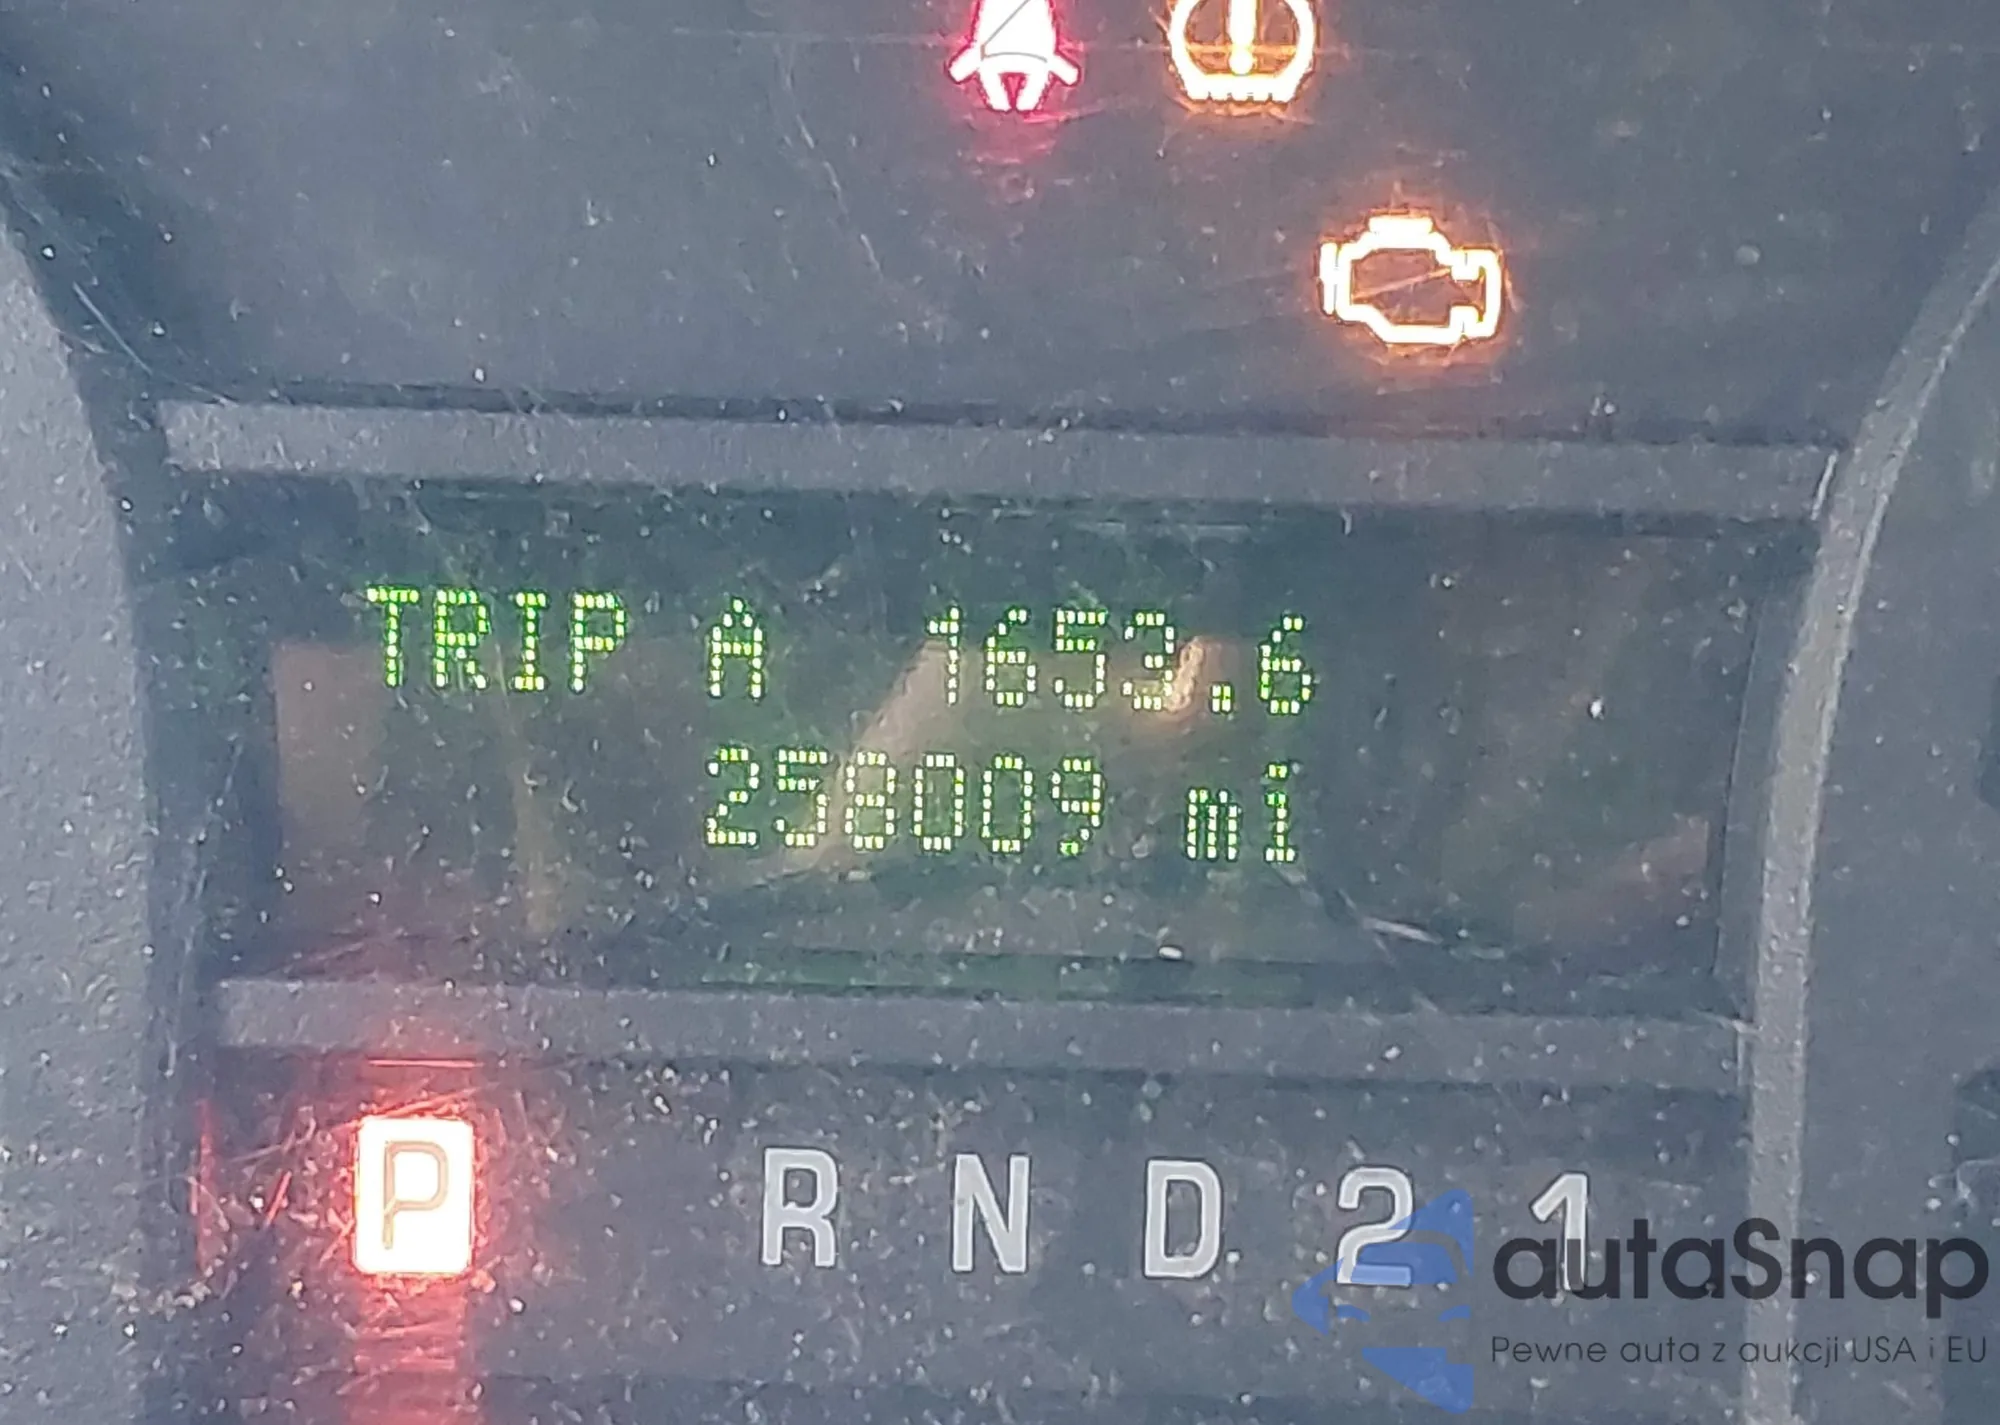 TRIP A 1653.6
258009 mi
P R N D 2 1
autaSnap
Pewne auta z aukcji USA i EU